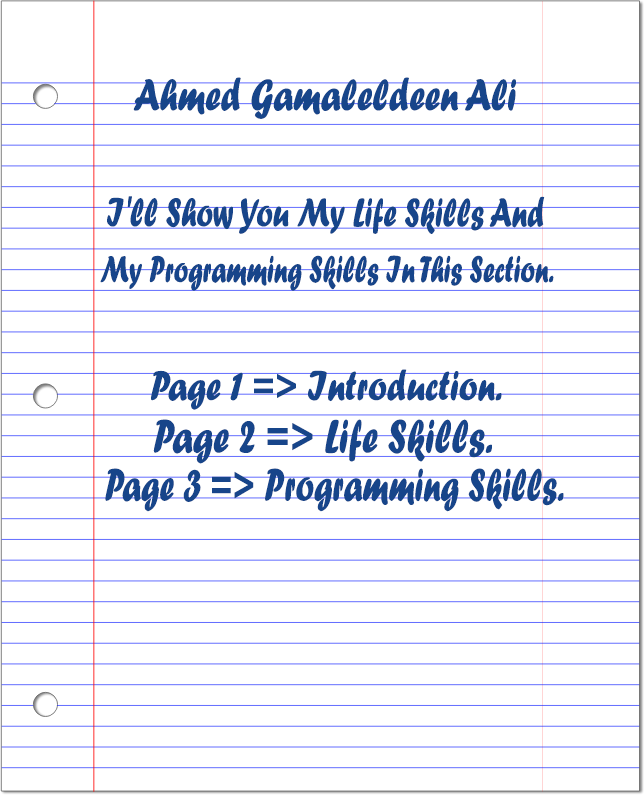 Ahmed Gamaleldeen Ali
I'll Show You My Life Skills And
My Programming Skills In This Section.
Page 1 => Introduction.
Page 2 => Life Skills.
Page 3 => Programming Skills.